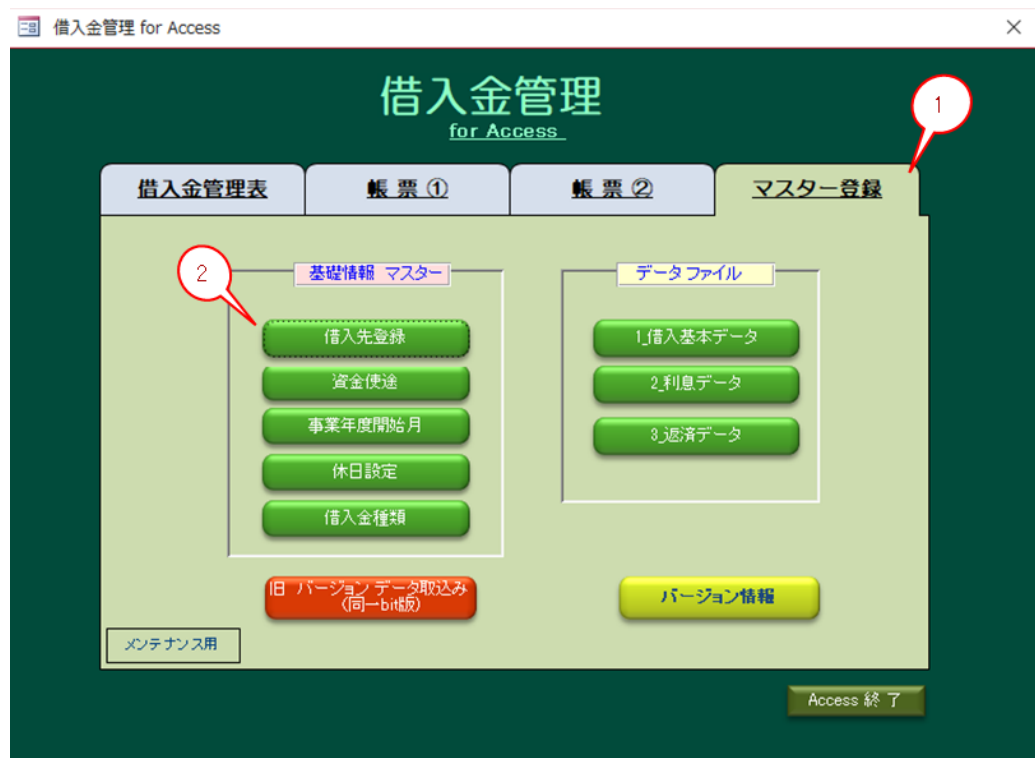 借入金管理 for Access
借入金管理
for Access
1
借入金管理表
帳 票 ①
帳 票 ②
マスター登録
2
基礎情報 マスター
借入先登録
資金使途
事業年度開始月
休日設定
借入金種類
データ ファイル
1_借入基本データ
2_利息データ
3_返済データ
旧 バージョン データ取込み
(同一bit版)
バージョン情報
メンテナンス用
Access 終 了